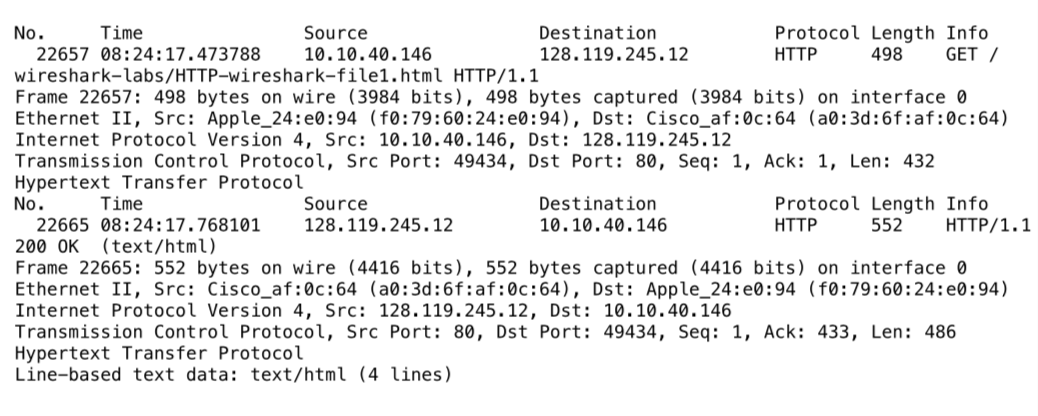 No. Time Source Destination Protocol Length Info
22657 08:24:17.473788 10.10.40.146 128.119.245.12 HTTP 498 GET /
wireshark-labs/HTTP-wireshark-file1.html HTTP/1.1
Frame 22657: 498 bytes on wire (3984 bits), 498 bytes captured (3984 bits) on interface 0
Ethernet II, Src: Apple_24:e0:94 (f0:79:60:24:e0:94), Dst: Cisco_af:0c:64 (a0:3d:6f:af:0c:64)
Internet Protocol Version 4, Src: 10.10.40.146, Dst: 128.119.245.12
Transmission Control Protocol, Src Port: 49434, Dst Port: 80, Seq: 1, Ack: 1, Len: 432
Hypertext Transfer Protocol
No. Time Source Destination Protocol Length Info
22665 08:24:17.768101 128.119.245.12 10.10.40.146 HTTP 552 HTTP/1.1
200 OK (text/html)
Frame 22665: 552 bytes on wire (4416 bits), 552 bytes captured (4416 bits) on interface 0
Ethernet II, Src: Cisco_af:0c:64 (a0:3d:6f:af:0c:64), Dst: Apple_24:e0:94 (f0:79:60:24:e0:94)
Internet Protocol Version 4, Src: 128.119.245.12, Dst: 10.10.40.146
Transmission Control Protocol, Src Port: 80, Dst Port: 49434, Seq: 1, Ack: 433, Len: 486
Hypertext Transfer Protocol
Line-based text data: text/html (4 lines)